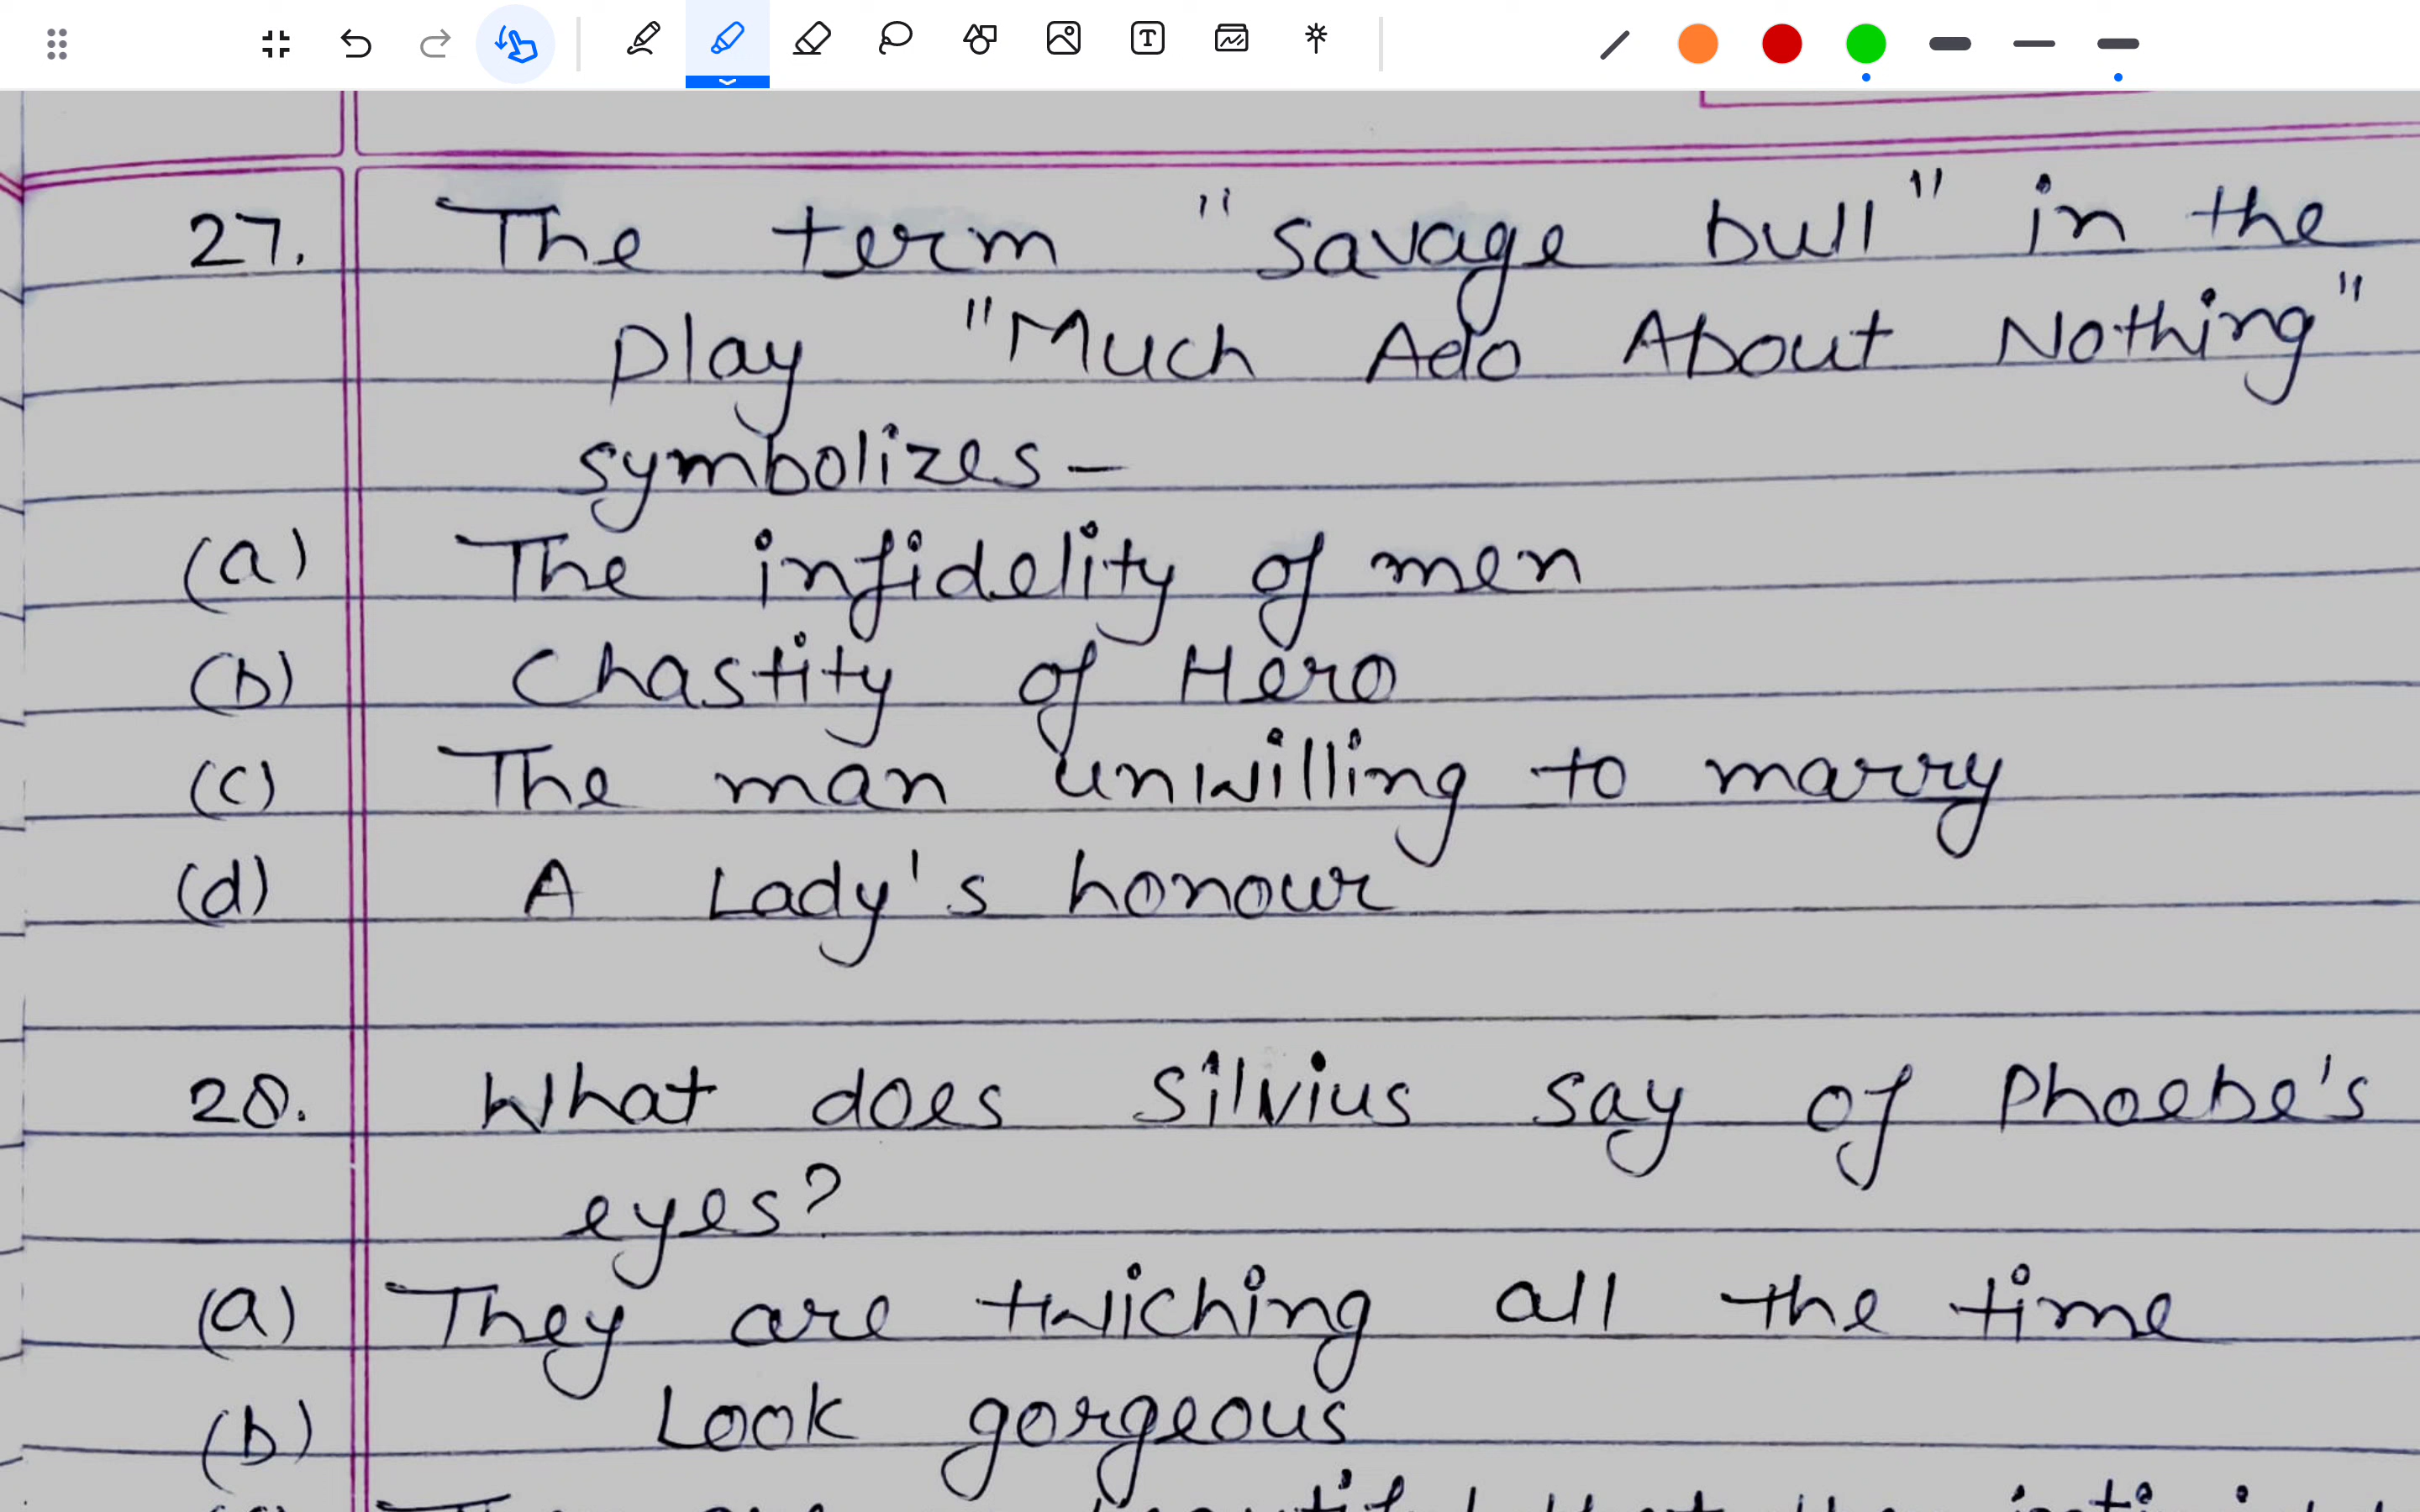 27. The term "savage bull" in the
play "Much Ado About Nothing"
symbolizes-
(a) The infidelity of men
(b) Chastity of Hero
(c) The man unwilling to marry
(d) A Lady's honour
28. What does Silvius say of Phoebe's
eyes?
(a) They are twiching all the time
(b) Look gorgeous